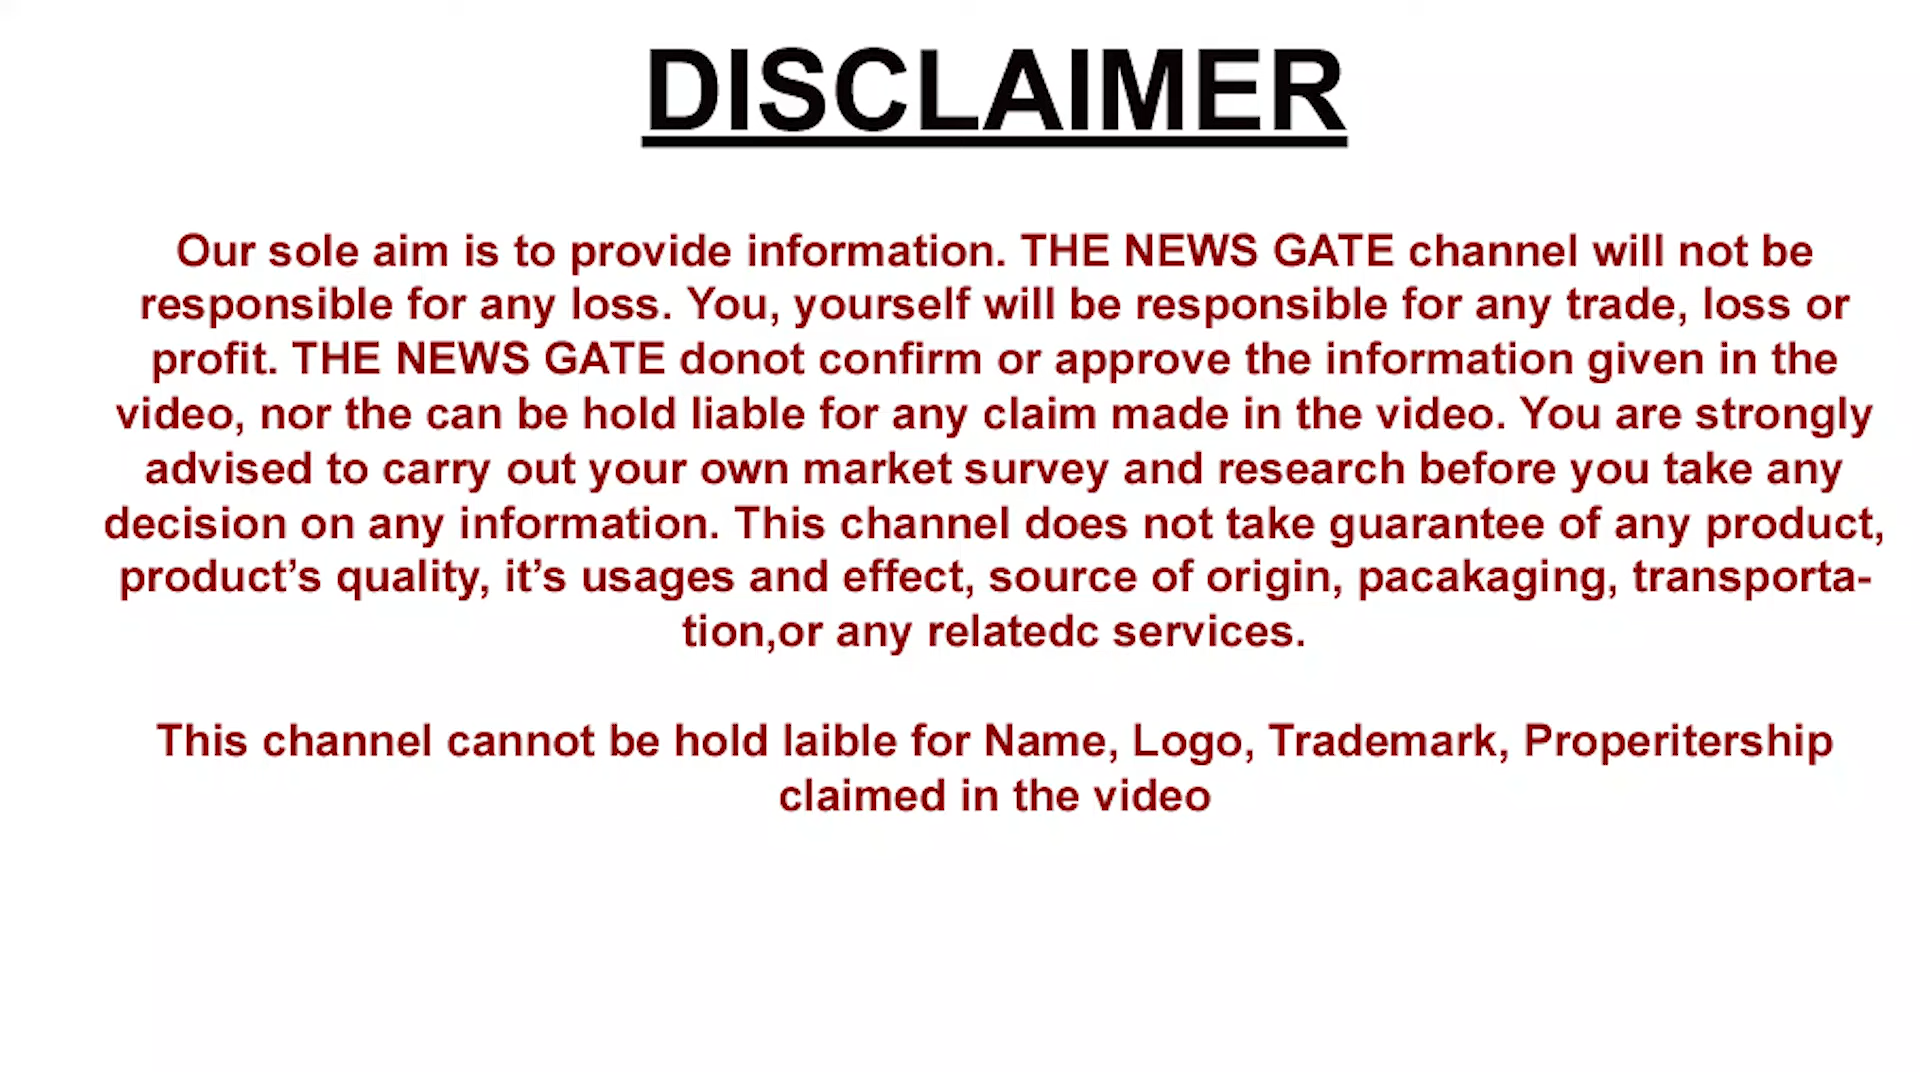 DISCLAIMER
Our sole aim is to provide information. THE NEWS GATE channel will not be
responsible for any loss. You, yourself will be responsible for any trade, loss or
profit. THE NEWS GATE donot confirm or approve the information given in the
video, nor the can be hold liable for any claim made in the video. You are strongly
advised to carry out your own market survey and research before you take any
decision on any information. This channel does not take guarantee of any product,
product’s quality, it’s usages and effect, source of origin, pacakaging, transporta-
tion,or any relatedc services.
This channel cannot be hold laible for Name, Logo, Trademark, Properitership
claimed in the video